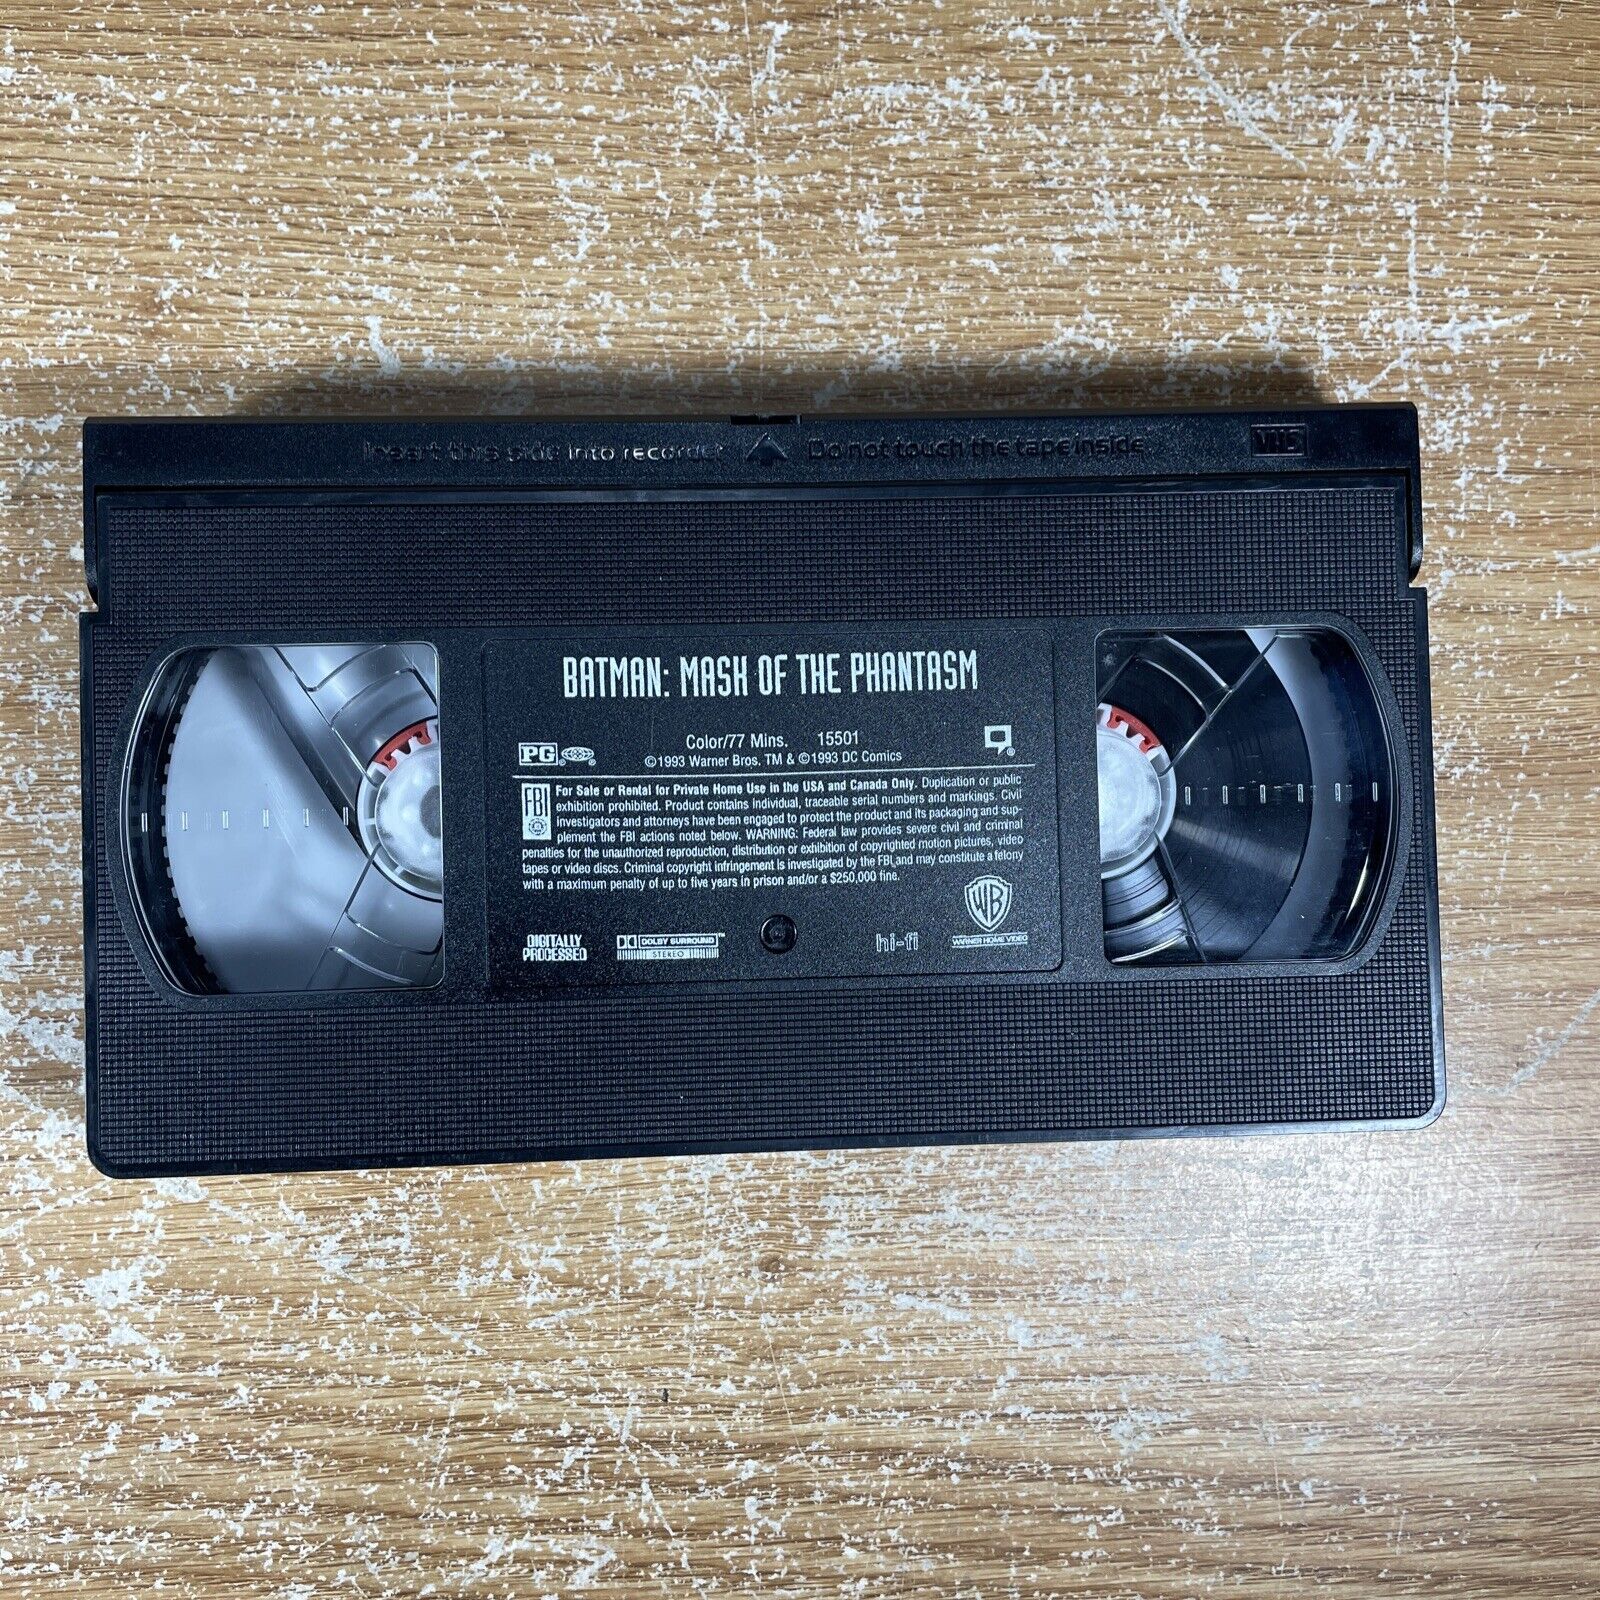 Insert this side into recorder Do not touch the tape inside VHS
BATMAN: MASK OF THE PHANTASM
Color/77 Mins. 15501
PG ©1993 Warner Bros. TM & ©1993 DC Comics ®
FBI
For Sale or Rental for Private Home Use in the USA and Canada Only. Duplication or public
exhibition prohibited. Product contains individual, traceable serial numbers and markings. Civil
investigators and attorneys have been engaged to protect the product and its packaging and sup-
plement the FBI actions noted below. WARNING: Federal law provides severe civil and criminal
penalties for the unauthorized reproduction, distribution or exhibition of copyrighted motion pictures, video
tapes or video discs. Criminal copyright infringement is investigated by the FBI and may constitute a felony
with a maximum penalty of up to five years in prison and/or a $250,000 fine.
WB
DIGITALLY
PROCESSED
DOLBY SURROUND™
STEREO
hi-fi
WARNER HOME VIDEO